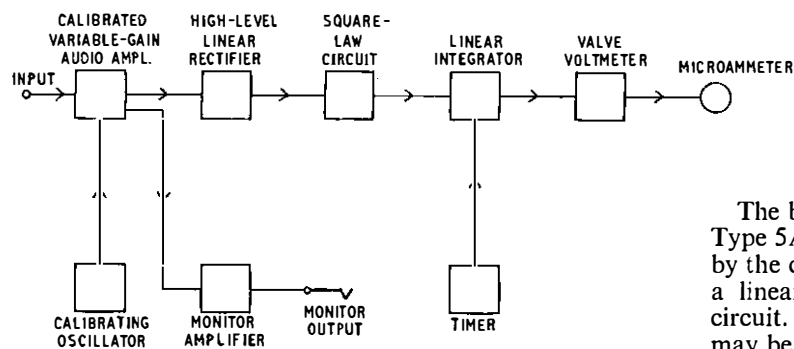 CALIBRATED
VARIABLE-GAIN
AUDIO AMPL.
HIGH-LEVEL
LINEAR
RECTIFIER
SQUARE-
LAW
CIRCUIT
LINEAR
INTEGRATOR
VALVE
VOLTMETER
MICROAMMETER
INPUT
CALIBRATING
OSCILLATOR
MONITOR
AMPLIFIER
MONITOR
OUTPUT
TIMER
The b
Type 5A
by the c
a linear
circuit.
may be